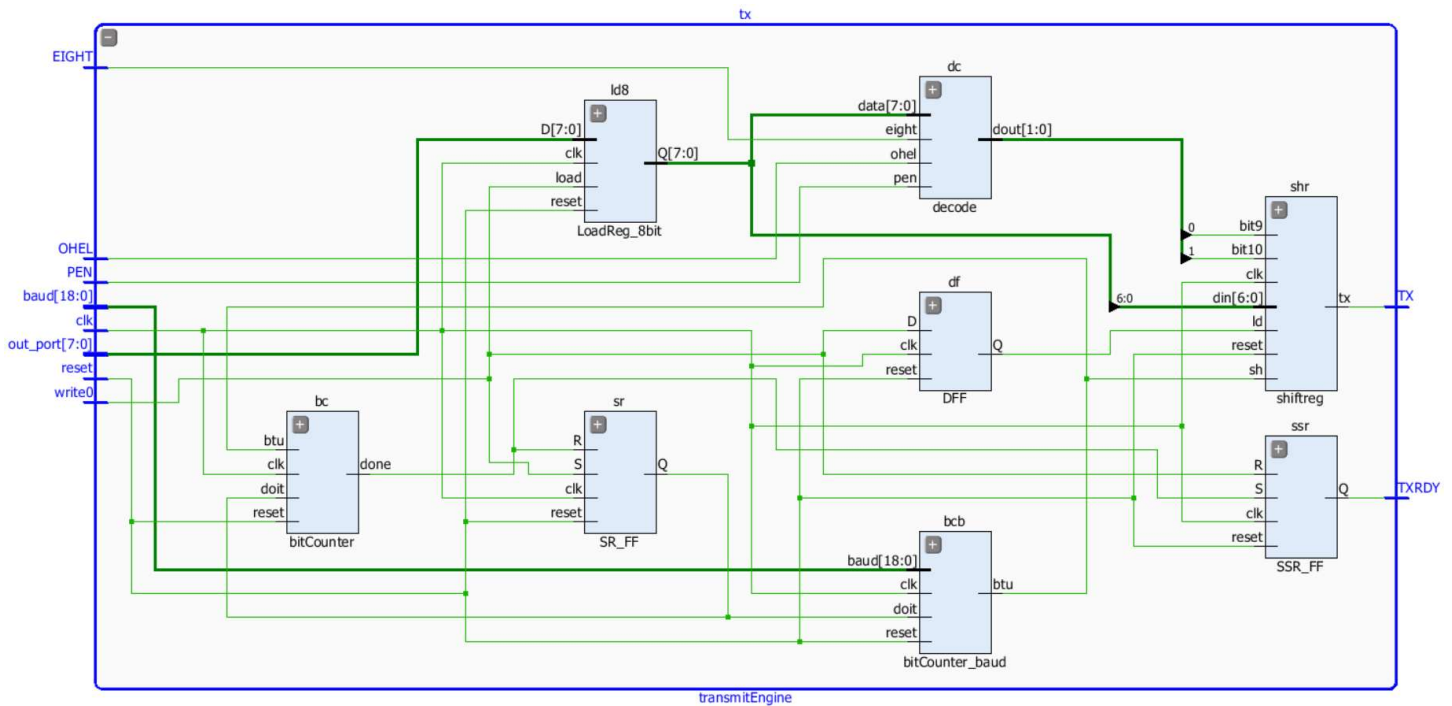 tx
EIGHT
OHEL
PEN
baud[18:0]
clk
out_port[7:0]
reset
write0
ld8
D[7:0]
clk
load
reset
Q[7:0]
LoadReg_8bit
dc
data[7:0]
eight
ohel
pen
dout[1:0]
decode
shr
0
bit9
1
bit10
clk
6:0
din[6:0]
ld
reset
sh
tx
shiftreg
TX
df
D
clk
reset
Q
DFF
bc
btu
clk
doit
reset
done
bitCounter
sr
R
S
clk
reset
Q
SR_FF
ssr
R
S
clk
reset
Q
SSR_FF
TXRDY
bcb
baud[18:0]
clk
doit
reset
btu
bitCounter_baud
transmitEngine